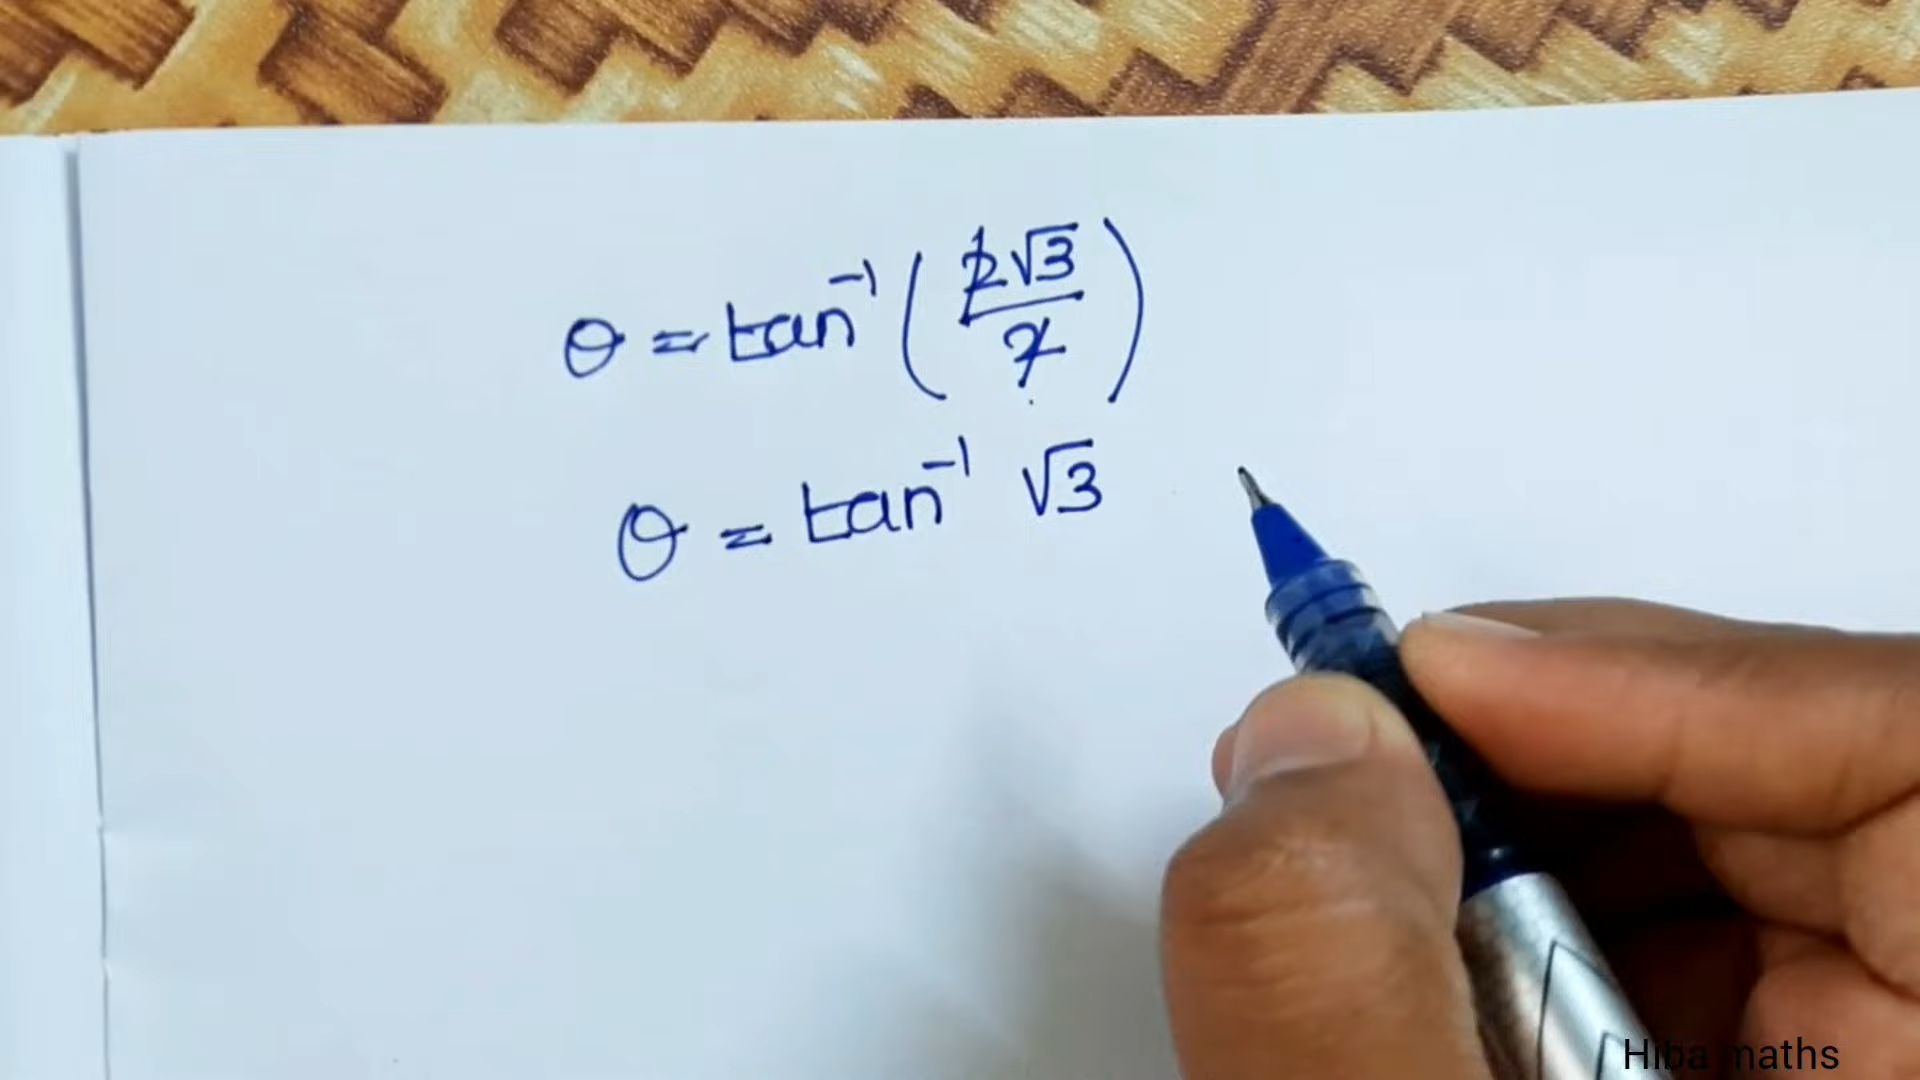 θ = tan⁻¹ (2√3/2)
θ = tan⁻¹ √3
Hiba maths